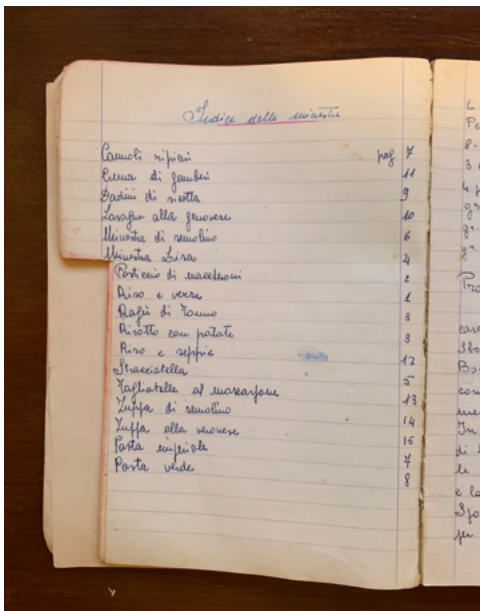 Indice delle minestre
Cannoli ripieni pag 7
Crema di gamberi 11
Dadini di ricotta 9
Lasagne alla genovese 10
Minestra di semolino 6
Minestra Lisa 4
Pasticcio di maccheroni 2
Riso e verze 1
Ragù di tonno 3
Risotto con patate 3
Riso e seppie 12
Stracciatella 5
Tagliatelle al mascarpone 13
Zuppa di semolino 14
Zuppa alla veronese 15
Pasta imperiale 7
Pasta verde 8